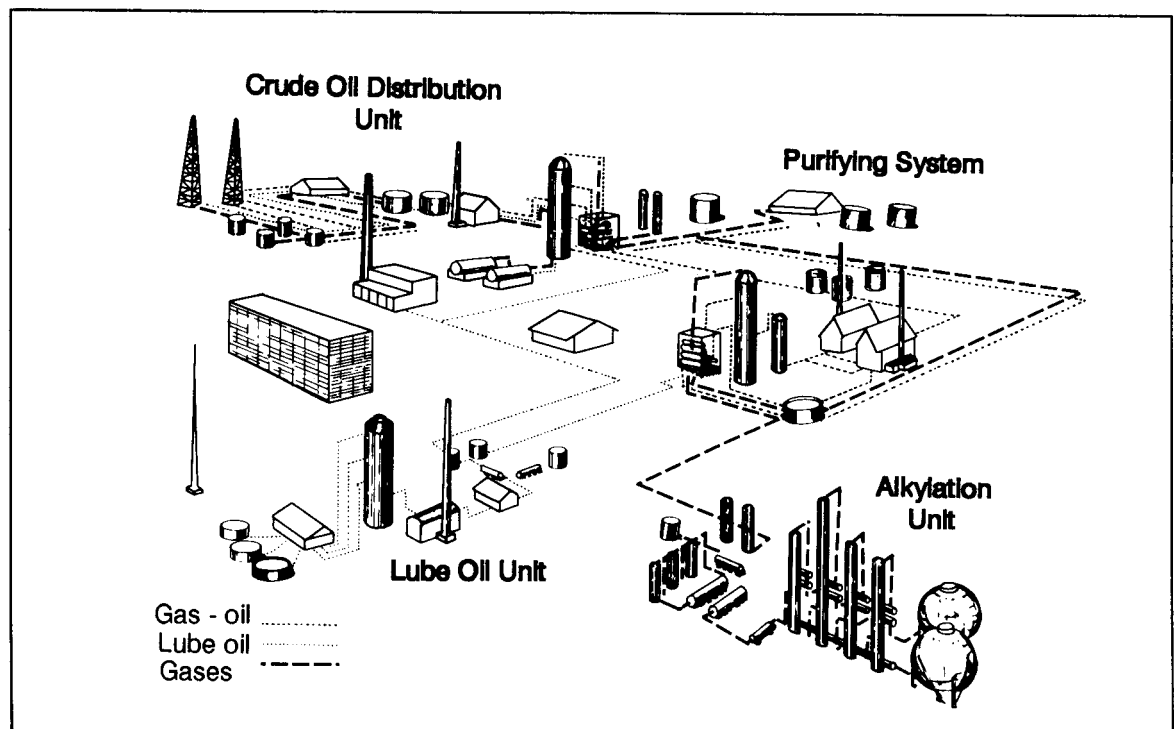 Crude Oil Distribution
Unit
Purifying System
Alkylation
Unit
Lube Oil Unit
Gas - oil
Lube oil
Gases